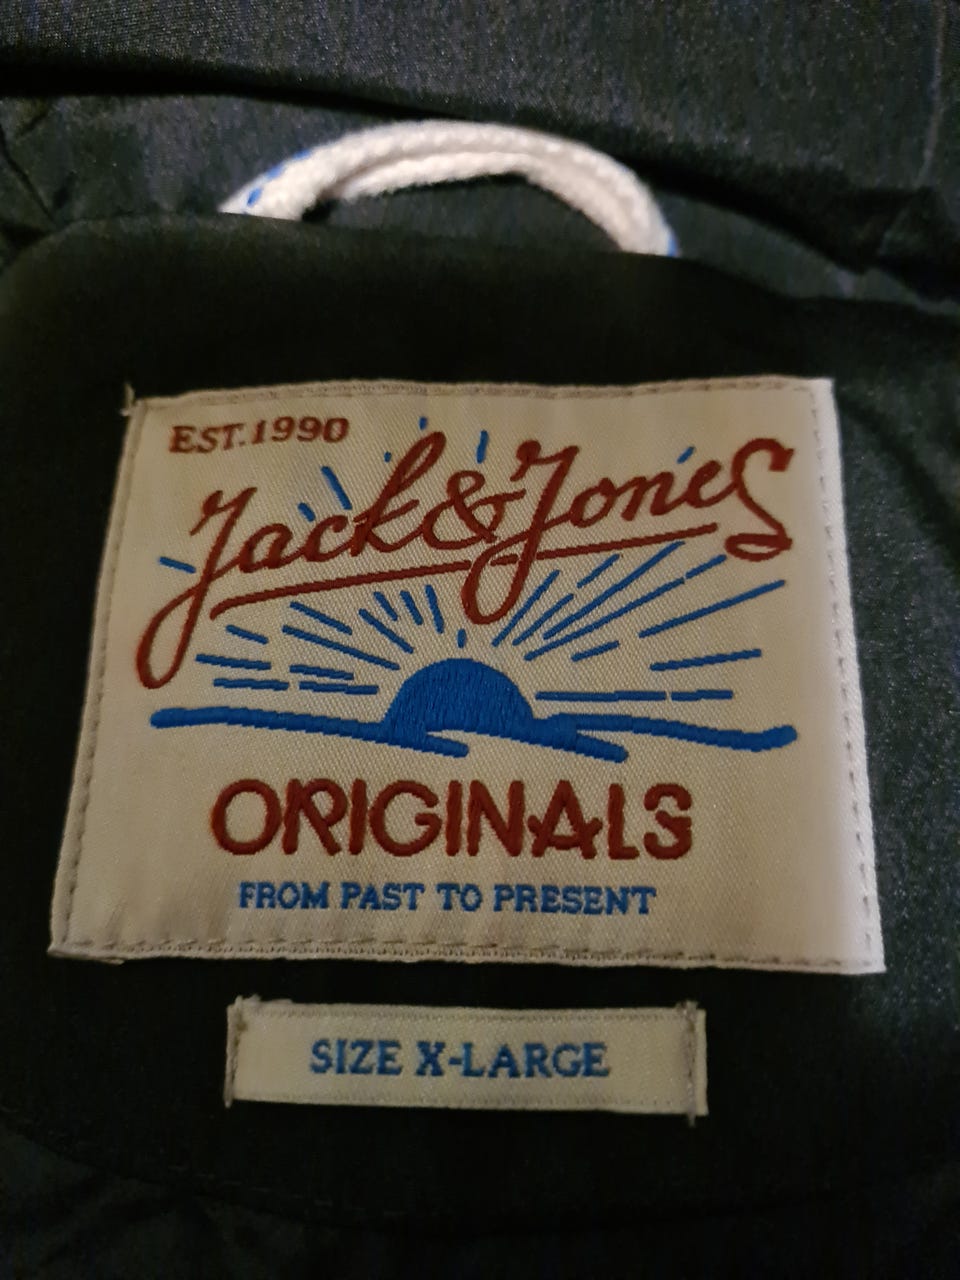 EST.1990
Jack&Jones
ORIGINALS
FROM PAST TO PRESENT
SIZE X-LARGE